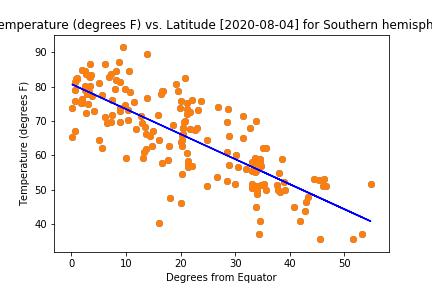 emperature (degrees F) vs. Latitude [2020-08-04] for Southern hemisph
90
80
70
60
50
40
Temperature (degrees F)
0 10 20 30 40 50
Degrees from Equator